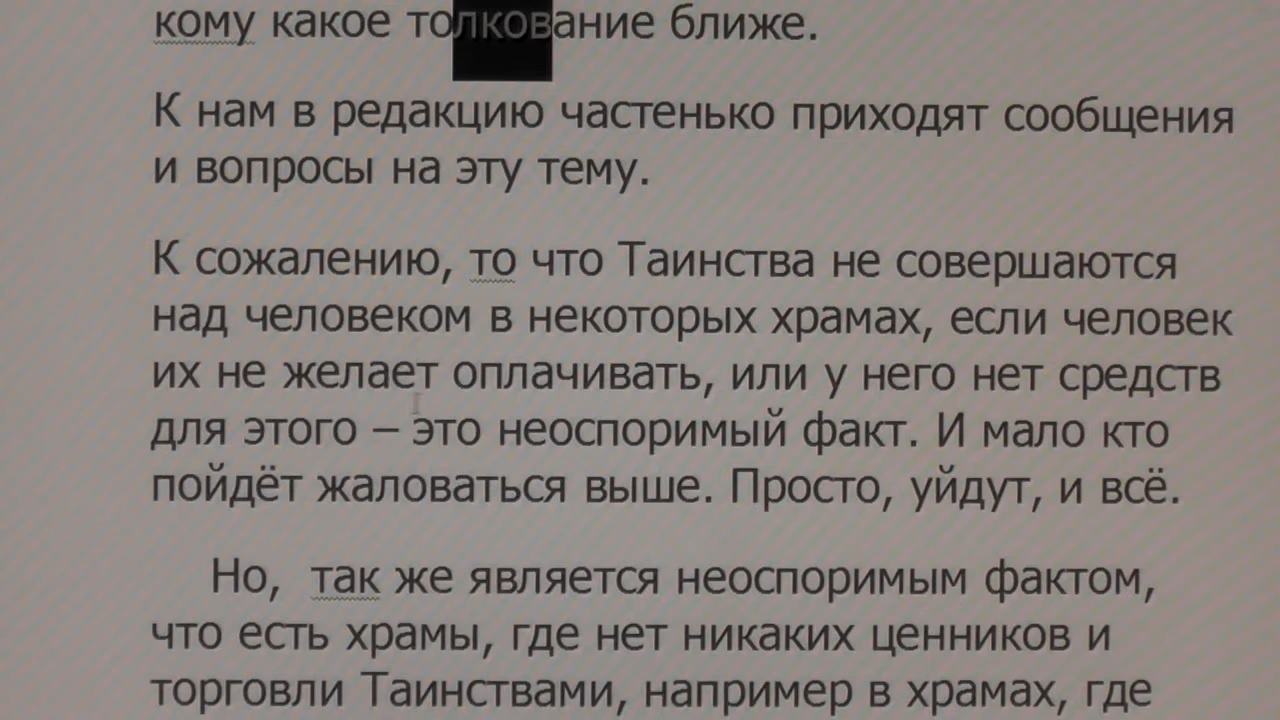 кому какое толкование ближе.
К нам в редакцию частенько приходят сообщения
и вопросы на эту тему.
К сожалению, то что Таинства не совершаются
над человеком в некоторых храмах, если человек
их не желает оплачивать, или у него нет средств
для этого – это неоспоримый факт. И мало кто
пойдёт жаловаться выше. Просто, уйдут, и всё.
Но, так же является неоспоримым фактом,
что есть храмы, где нет никаких ценников и
торговли Таинствами, например в храмах, где